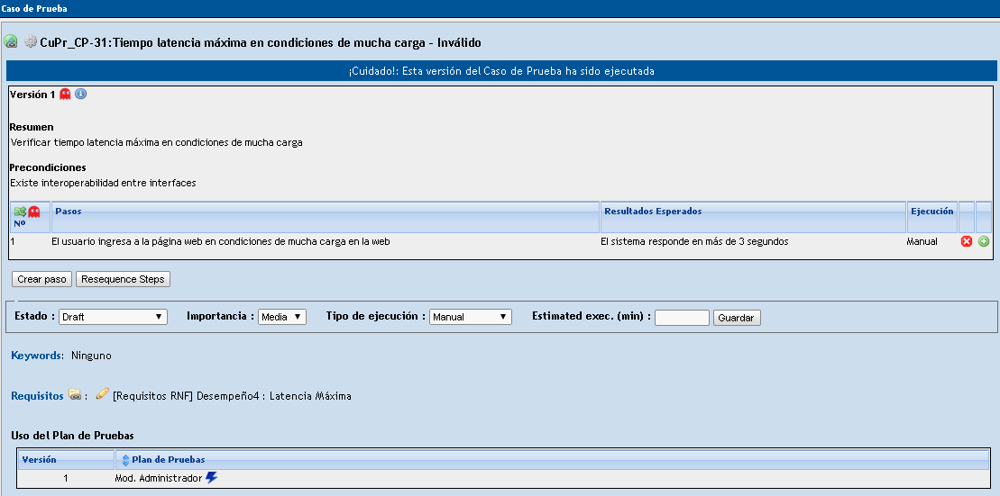 Caso de Prueba
CuPr_CP-31:Tiempo latencia máxima en condiciones de mucha carga - Inválido
¡Cuidado!: Esta versión del Caso de Prueba ha sido ejecutada
Versión 1
Resumen
Verificar tiempo latencia máxima en condiciones de mucha carga
Precondiciones
Existe interoperabilidad entre interfaces
Nº Pasos Resultados Esperados Ejecución
1 El usuario ingresa a la página web en condiciones de mucha carga en la web El sistema responde en más de 3 segundos Manual
Crear paso Resequence Steps
Estado : Draft Importancia : Media Tipo de ejecución : Manual Estimated exec. (min) : Guardar
Keywords: Ninguno
Requisitos : [Requisitos RNF] Desempeño4 : Latencia Máxima
Uso del Plan de Pruebas
Versión Plan de Pruebas
1 Mod. Administrador